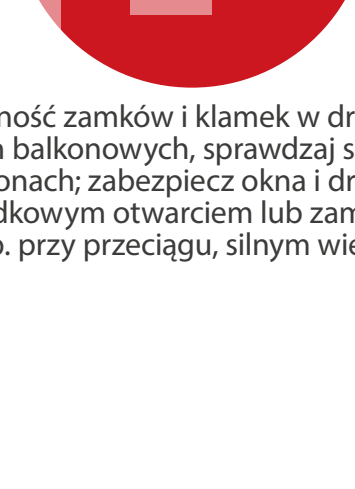 ność zamków i klamek w dr
balkonowych, sprawdzaj s
onach; zabezpiecz okna i dr
dkowym otwarciem lub zam
. przy przeciągu, silnym wie